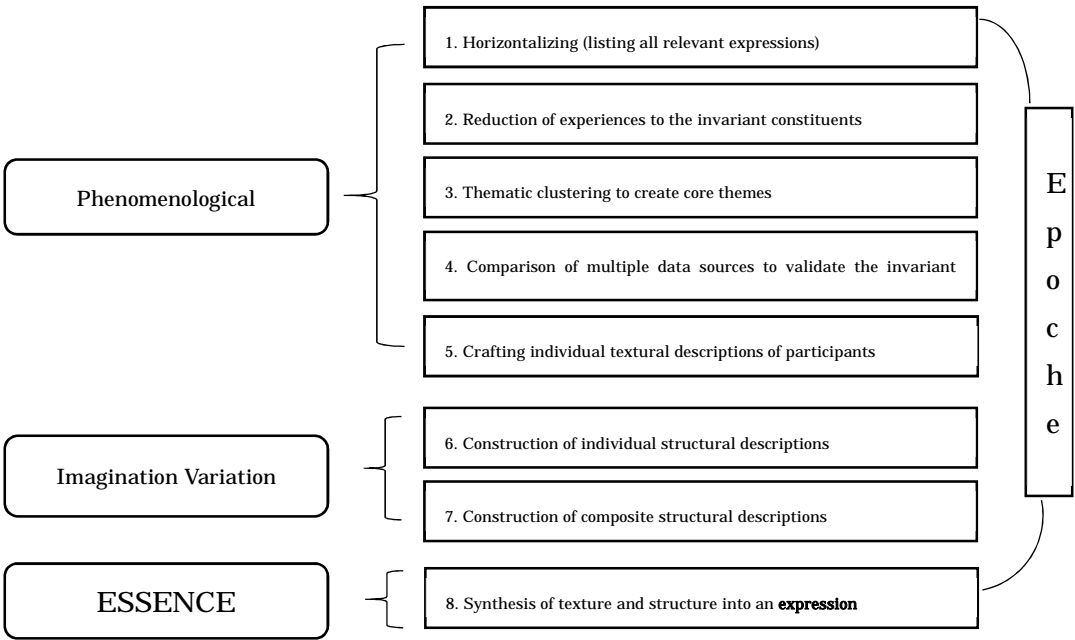 1. Horizontalizing (listing all relevant expressions)
2. Reduction of experiences to the invariant constituents
Phenomenological
3. Thematic clustering to create core themes
4. Comparison of multiple data sources to validate the invariant
5. Crafting individual textural descriptions of participants
Imagination Variation
6. Construction of individual structural descriptions
7. Construction of composite structural descriptions
ESSENCE
8. Synthesis of texture and structure into an expression
Epoche